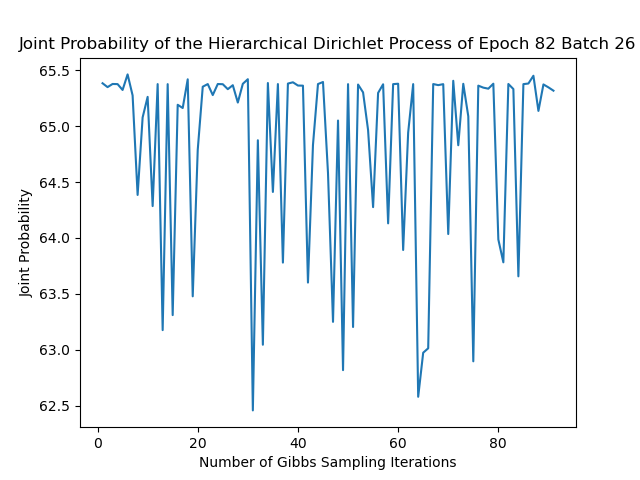 Joint Probability of the Hierarchical Dirichlet Process of Epoch 82 Batch 26
65.5
65.0
64.5
64.0
63.5
63.0
62.5
Joint Probability
0 20 40 60 80
Number of Gibbs Sampling Iterations